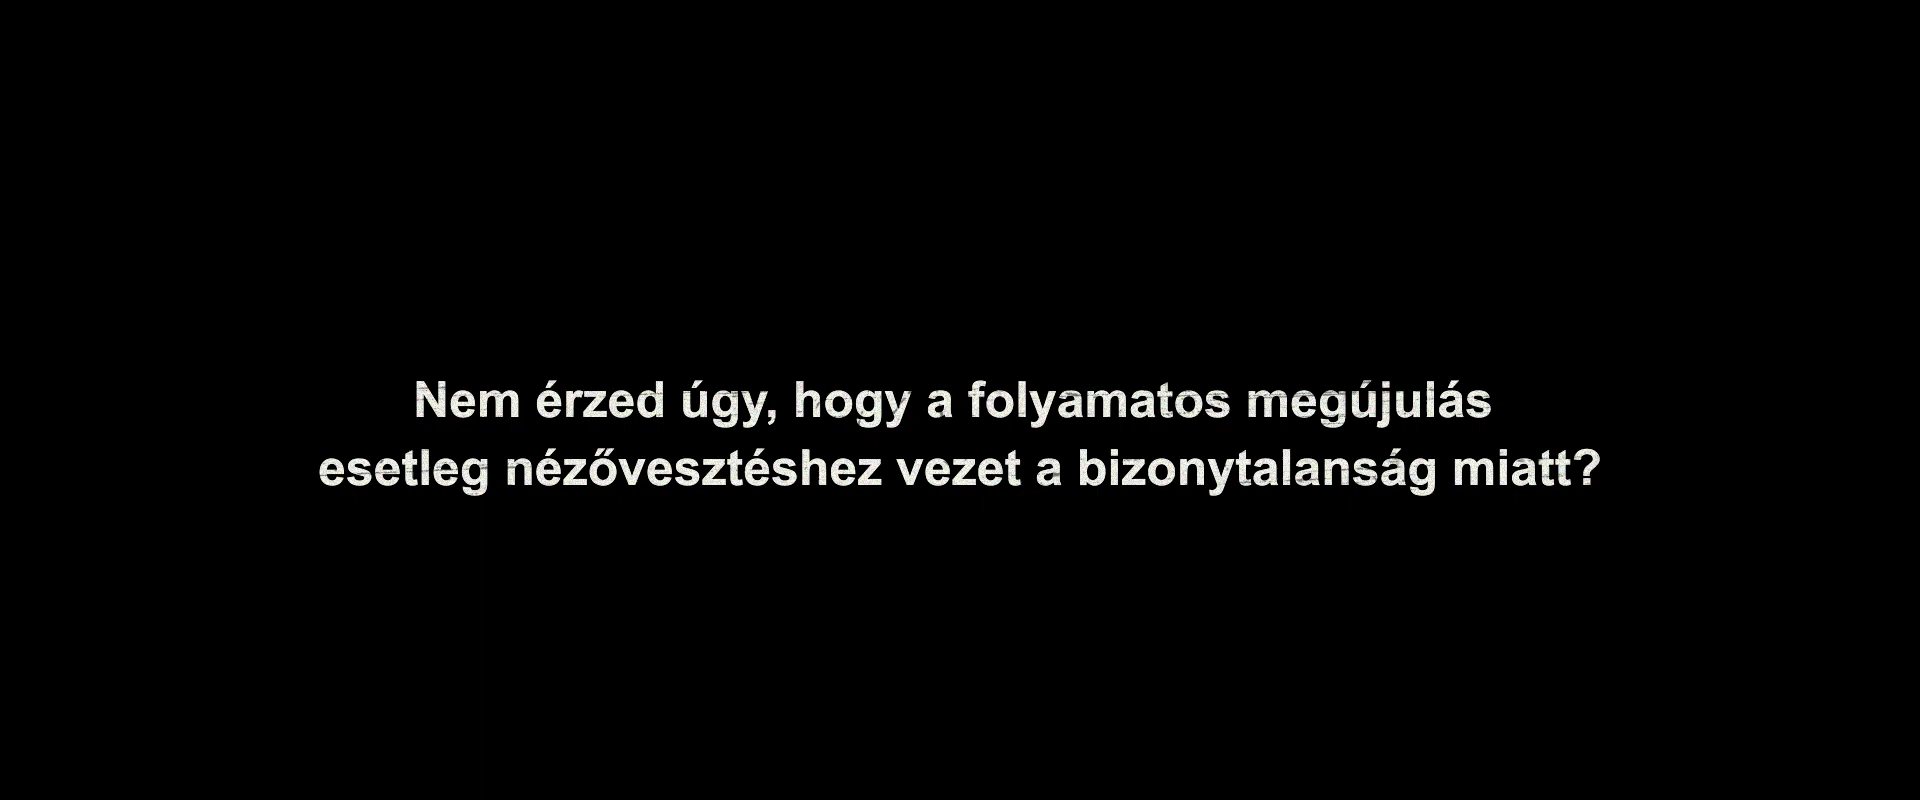 Nem érzed úgy, hogy a folyamatos megújulás
esetleg nézővesztéshez vezet a bizonytalanság miatt?